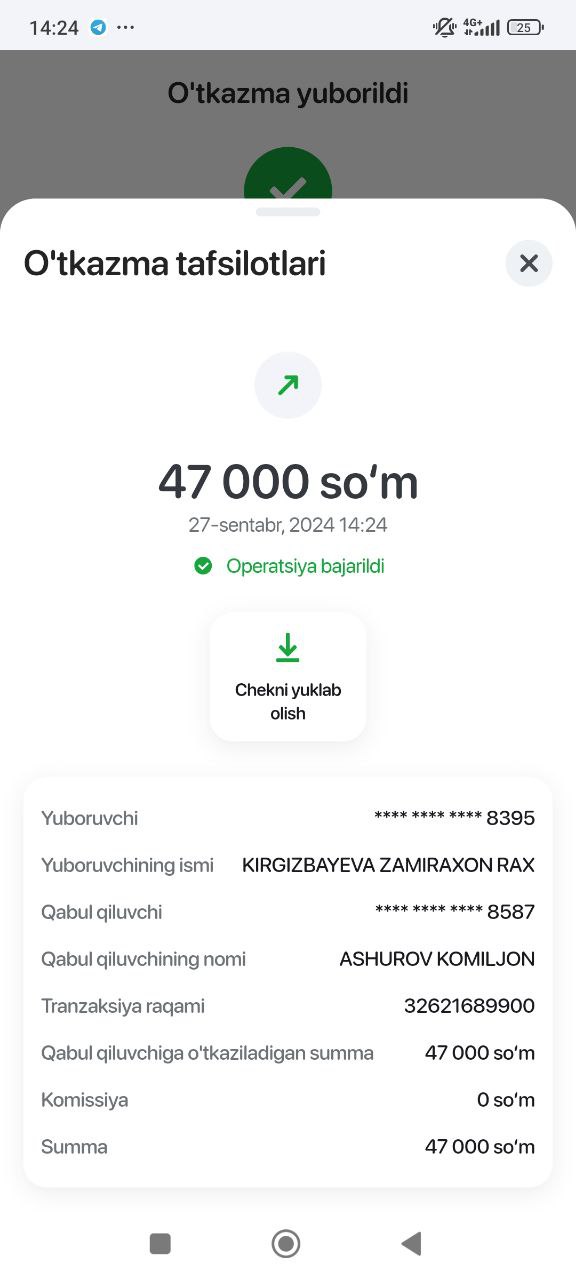 14:24
4G+
25
O'tkazma yuborildi
O'tkazma tafsilotlari
47 000 so‘m
27-sentabr, 2024 14:24
Operatsiya bajarildi
Chekni yuklab
olish
Yuboruvchi **** **** **** 8395
Yuboruvchining ismi KIRGIZBAYEVA ZAMIRAXON RAX
Qabul qiluvchi **** **** **** 8587
Qabul qiluvchining nomi ASHUROV KOMILJON
Tranzaksiya raqami 32621689900
Qabul qiluvchiga o'tkaziladigan summa 47 000 so‘m
Komissiya 0 so‘m
Summa 47 000 so‘m